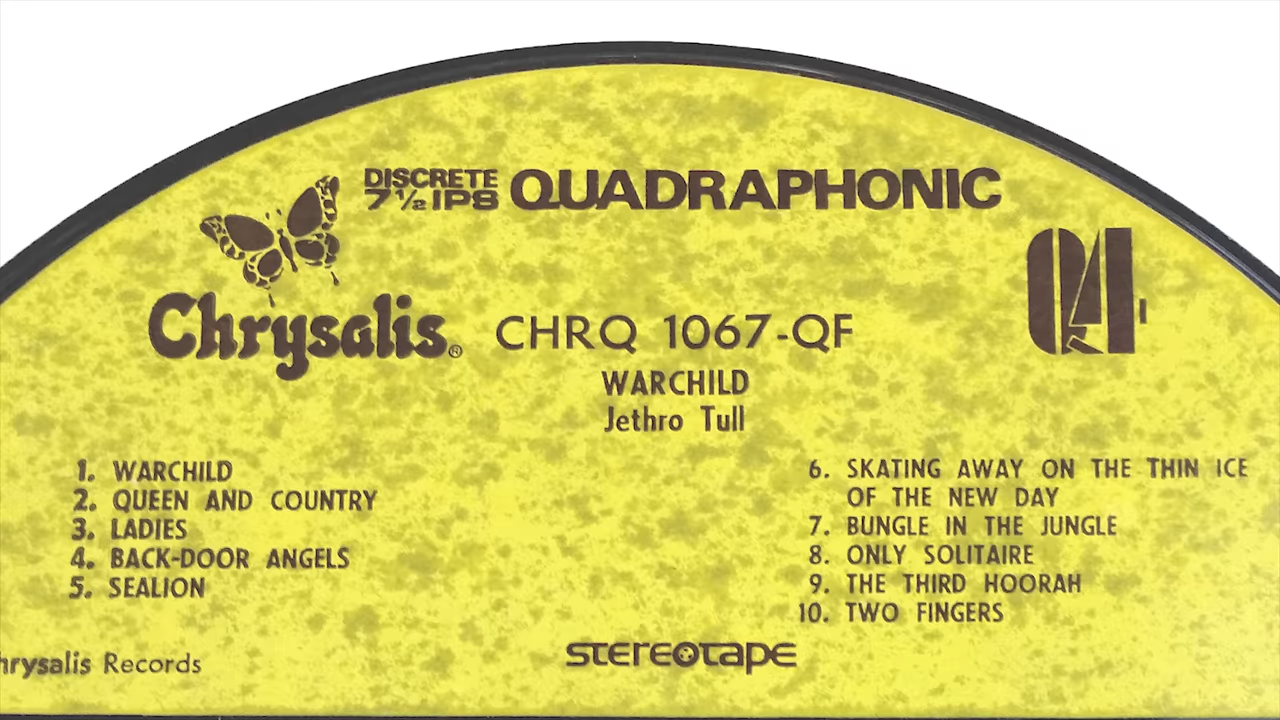 DISCRETE
7½ IPS
QUADRAPHONIC
Q4
Chrysalis®
CHRQ 1067-QF
WARCHILD
Jethro Tull
1. WARCHILD
2. QUEEN AND COUNTRY
3. LADIES
4. BACK-DOOR ANGELS
5. SEALION
6. SKATING AWAY ON THE THIN ICE
OF THE NEW DAY
7. BUNGLE IN THE JUNGLE
8. ONLY SOLITAIRE
9. THE THIRD HOORAH
10. TWO FINGERS
stereotape
hrysalis Records